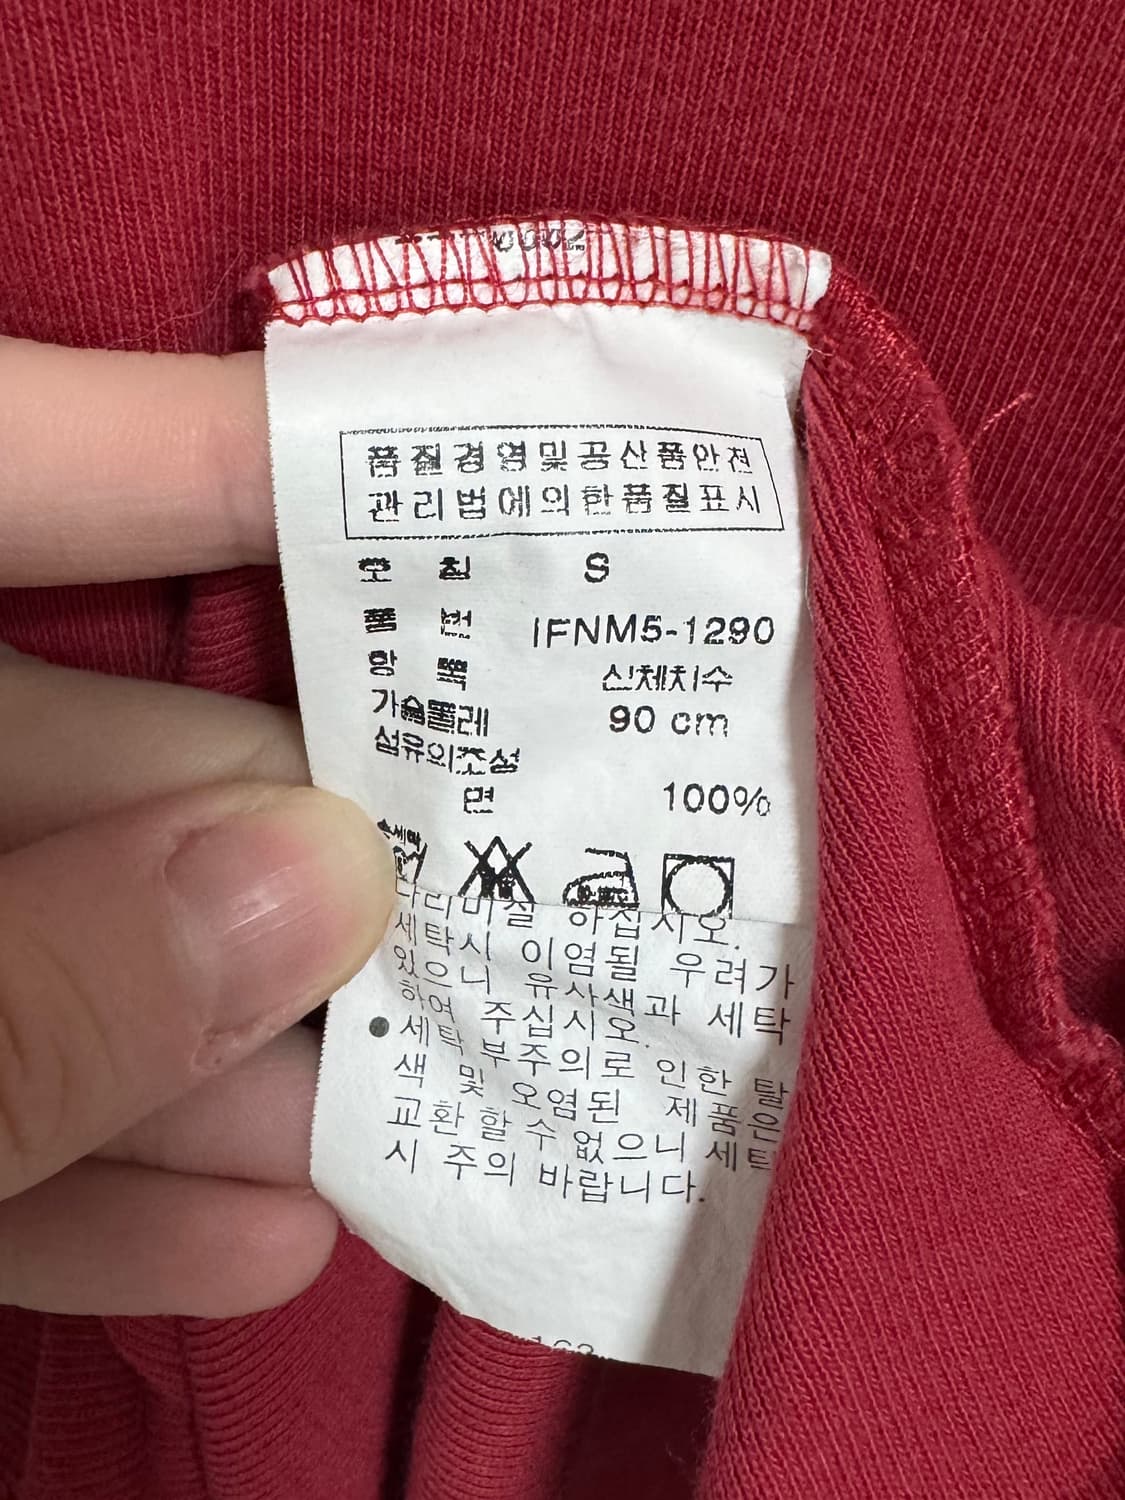 0002
품질경영및공산품안전
관리법에의한품질표시
호 칭 S
품 번 IFNM5-1290
항 목 신체치수
가슴둘레 90 cm
섬유의조성
면 100%
손세탁
다리미질 하십시오.
세탁시 이염될 우려가
있으니 유사색과 세탁
하여 주십시오.
● 세탁 부주의로 인한 탈
색 및 오염된 제품은
교환할 수 없으니 세탁
시 주의 바랍니다.